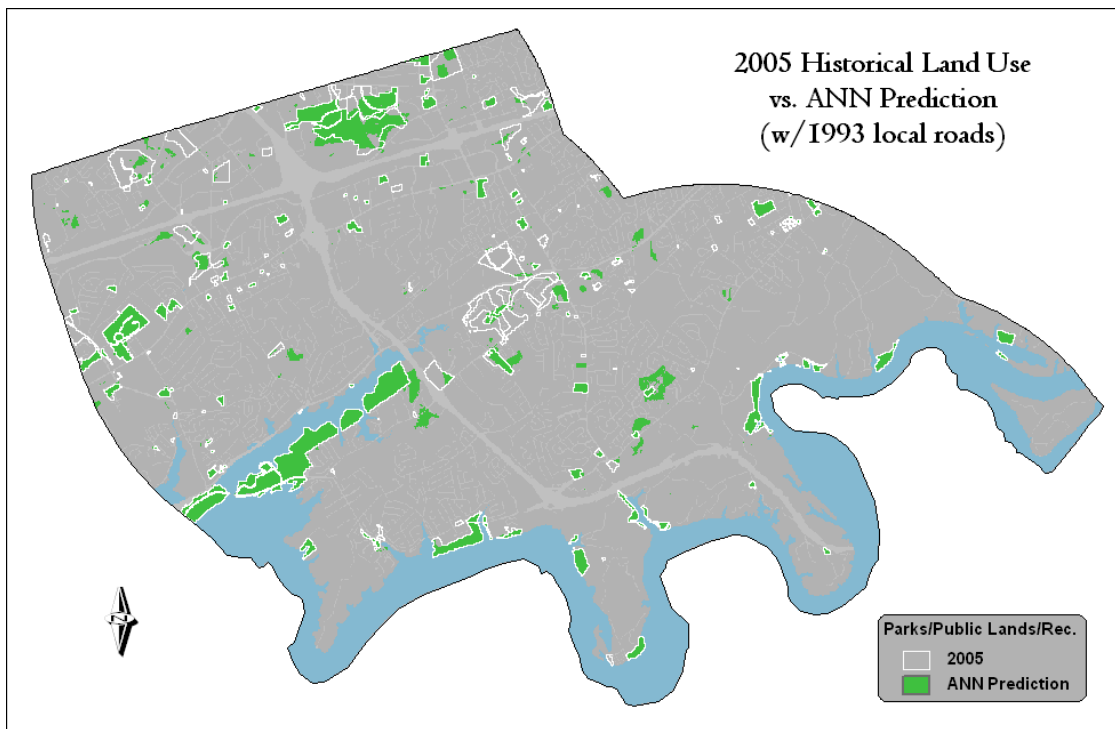 2005 Historical Land Use
vs. ANN Prediction
(w/1993 local roads)
N
Parks/Public Lands/Rec.
2005
ANN Prediction